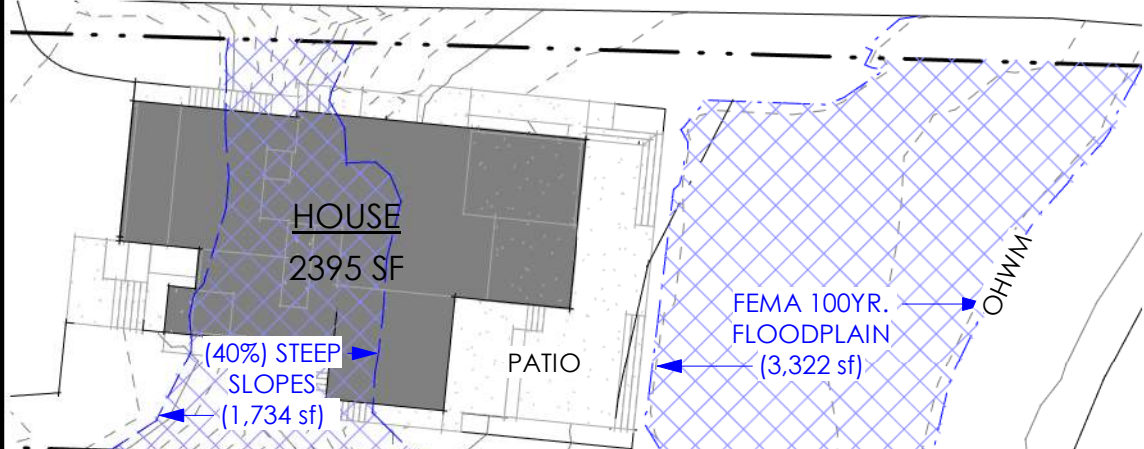 HOUSE
2395 SF
(40%) STEEP
SLOPES
(1,734 sf)
PATIO
FEMA 100YR.
FLOODPLAIN
(3,322 sf)
OHWM